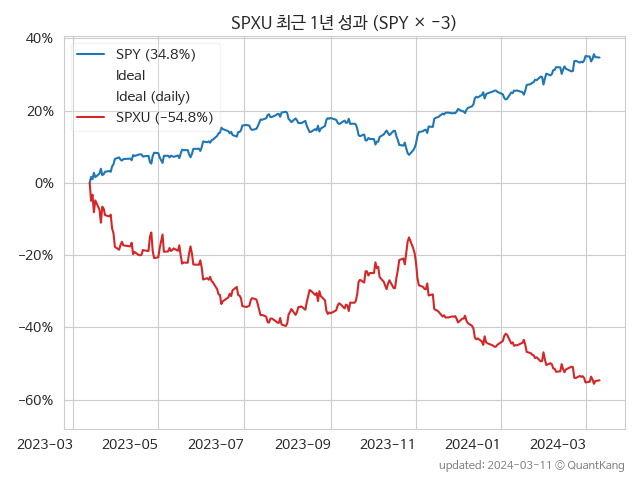 SPXU 최근 1년 성과 (SPY × −3)
40%
20%
0%
−20%
−40%
−60%
SPY (34.8%)
Ideal
Ideal (daily)
SPXU (−54.8%)
2023−03
2023−05
2023−07
2023−09
2023−11
2024−01
2024−03
updated: 2024−03−11 © QuantKang